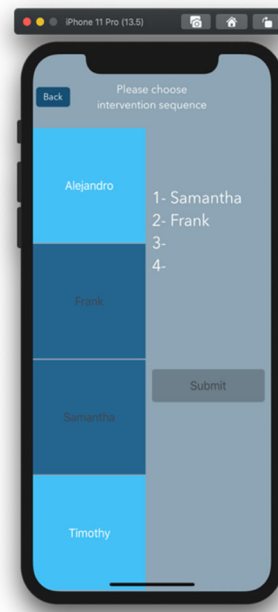 iPhone 11 Pro (13.5)
Back
Please choose
intervention sequence
Alejandro
Frank
Samantha
Timothy
1- Samantha
2- Frank
3-
4-
Submit